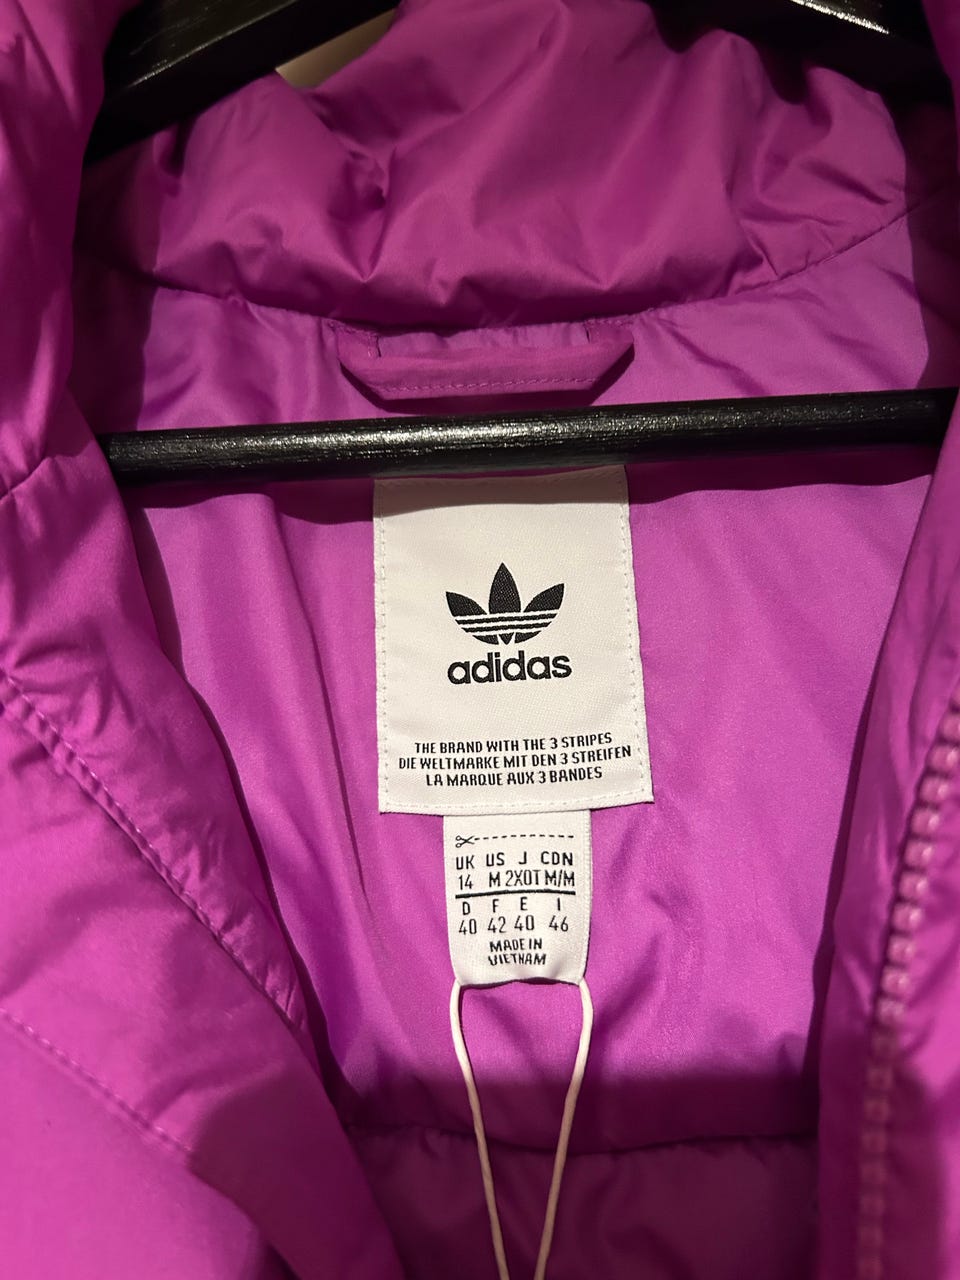 adidas
THE BRAND WITH THE 3 STRIPES
DIE WELTMARKE MIT DEN 3 STREIFEN
LA MARQUE AUX 3 BANDES
UK US J CDN
14 M 2XOT M/M
D F E I
40 42 40 46
MADE IN
VIETNAM